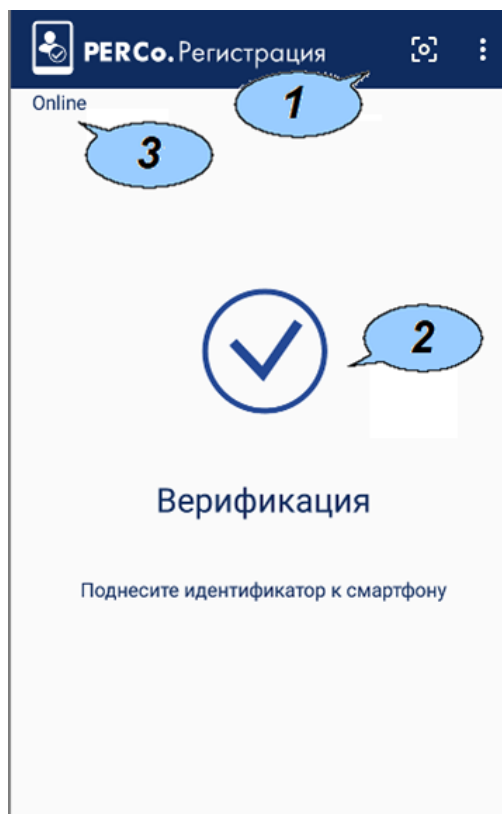 PERCo. Регистрация
Online
1
3
2
Верификация
Поднесите идентификатор к смартфону